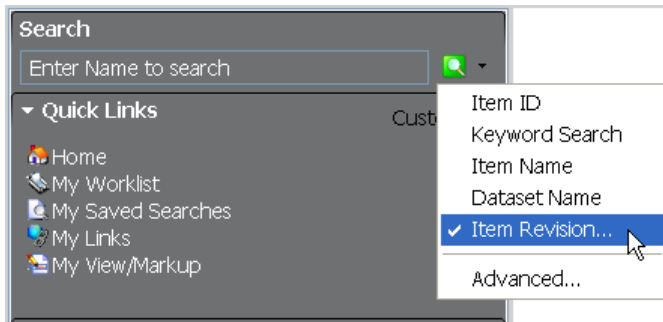 Search
Enter Name to search
Quick Links
Home
My Worklist
My Saved Searches
My Links
My View/Markup
Item ID
Keyword Search
Item Name
Dataset Name
Item Revision...
Advanced...